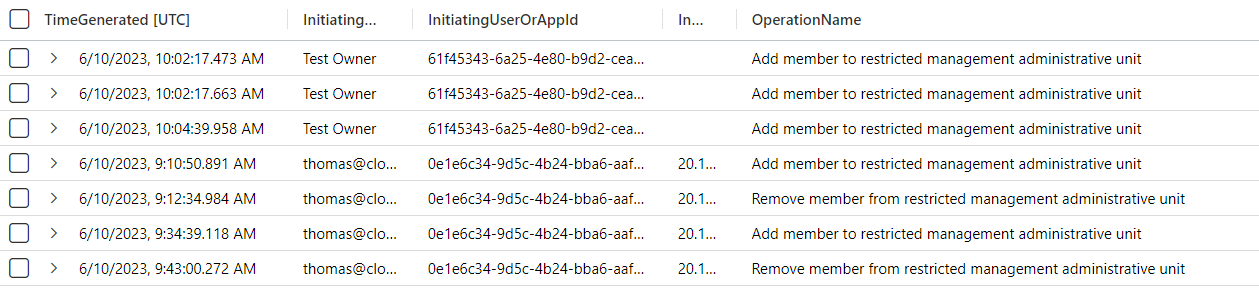 TimeGenerated [UTC] Initiating... InitiatingUserOrAppId In... OperationName
6/10/2023, 10:02:17.473 AM Test Owner 61f45343-6a25-4e80-b9d2-cea... Add member to restricted management administrative unit
6/10/2023, 10:02:17.663 AM Test Owner 61f45343-6a25-4e80-b9d2-cea... Add member to restricted management administrative unit
6/10/2023, 10:04:39.958 AM Test Owner 61f45343-6a25-4e80-b9d2-cea... Add member to restricted management administrative unit
6/10/2023, 9:10:50.891 AM thomas@clo... 0e1e6c34-9d5c-4b24-bba6-aaf... 20.1... Add member to restricted management administrative unit
6/10/2023, 9:12:34.984 AM thomas@clo... 0e1e6c34-9d5c-4b24-bba6-aaf... 20.1... Remove member from restricted management administrative unit
6/10/2023, 9:34:39.118 AM thomas@clo... 0e1e6c34-9d5c-4b24-bba6-aaf... 20.1... Add member to restricted management administrative unit
6/10/2023, 9:43:00.272 AM thomas@clo... 0e1e6c34-9d5c-4b24-bba6-aaf... 20.1... Remove member from restricted management administrative unit